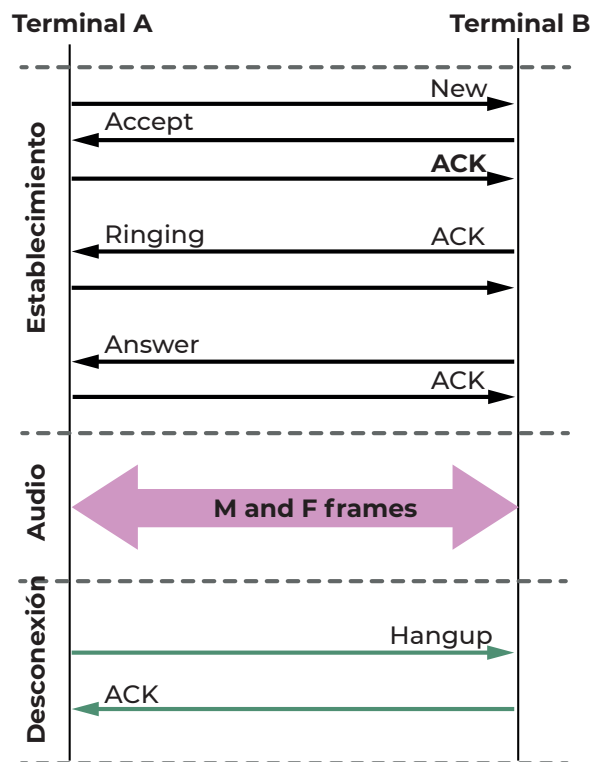 Terminal A
Terminal B
Establecimiento
New
Accept
ACK
Ringing
ACK
Answer
ACK
Audio
M and F frames
Desconexión
Hangup
ACK